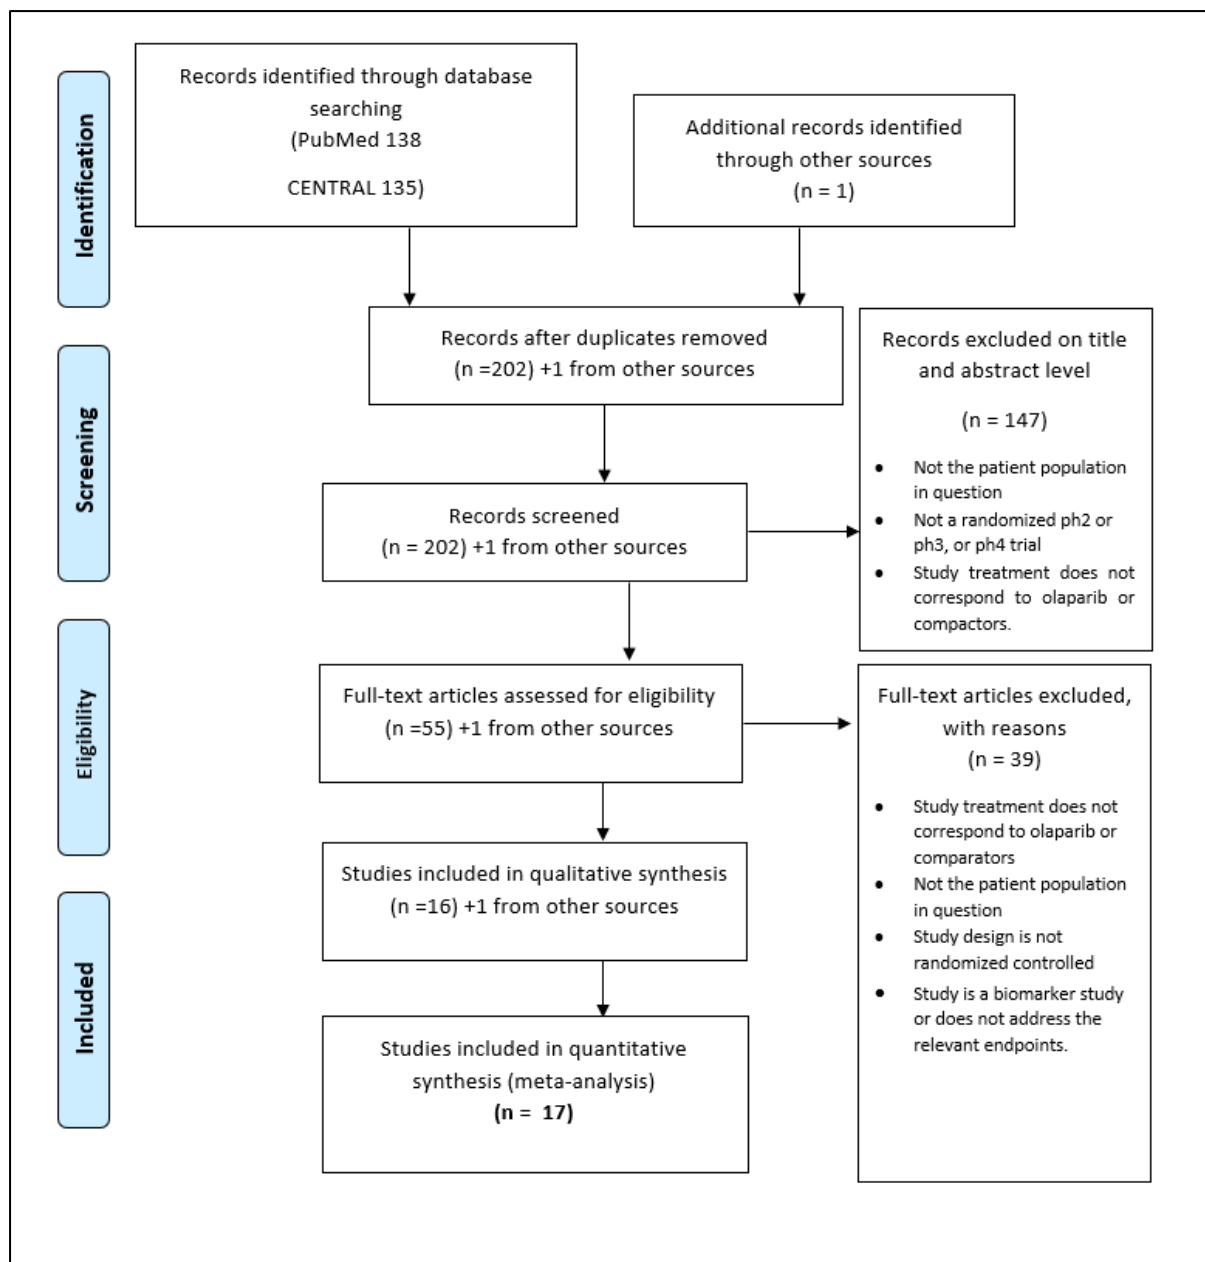 Identification
Records identified through database
searching
(PubMed 138
CENTRAL 135)
Additional records identified
through other sources
(n = 1)
Screening
Records after duplicates removed
(n =202) +1 from other sources
Records excluded on title
and abstract level
(n = 147)
● Not the patient population
in question
● Not a randomized ph2 or
ph3, or ph4 trial
● Study treatment does not
correspond to olaparib or
compactors.
Records screened
(n = 202) +1 from other sources
Eligibility
Full-text articles assessed for eligibility
(n =55) +1 from other sources
Full-text articles excluded,
with reasons
(n = 39)
● Study treatment does not
correspond to olaparib or
comparators
● Not the patient population
in question
● Study design is not
randomized controlled
● Study is a biomarker study
or does not address the
relevant endpoints.
Included
Studies included in qualitative synthesis
(n =16) +1 from other sources
Studies included in quantitative
synthesis (meta-analysis)
(n = 17)